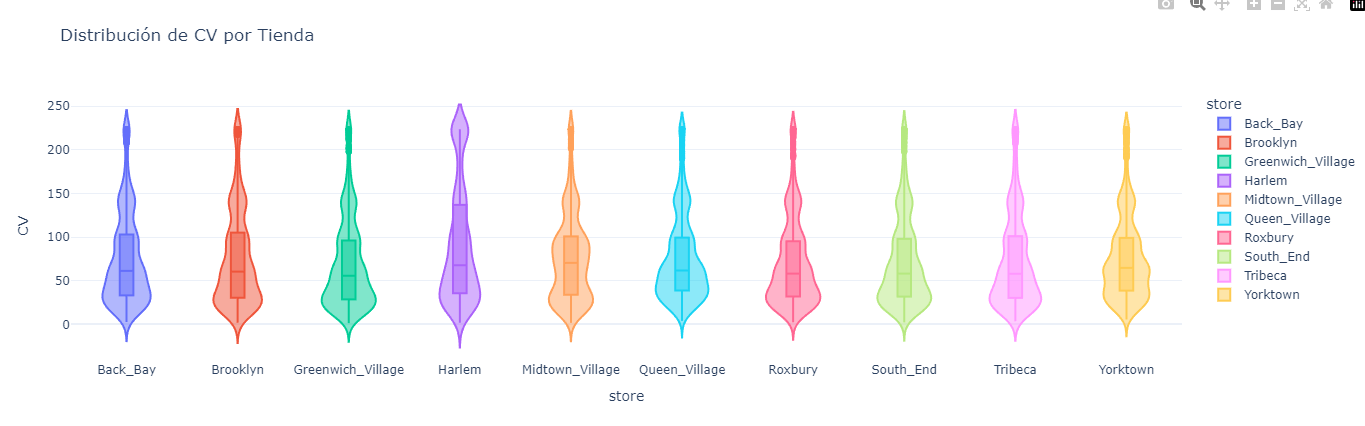 Distribución de CV por Tienda
250
200
150
100
50
0
CV
Back_Bay
Brooklyn
Greenwich_Village
Harlem
Midtown_Village
Queen_Village
Roxbury
South_End
Tribeca
Yorktown
store
store
Back_Bay
Brooklyn
Greenwich_Village
Harlem
Midtown_Village
Queen_Village
Roxbury
South_End
Tribeca
Yorktown